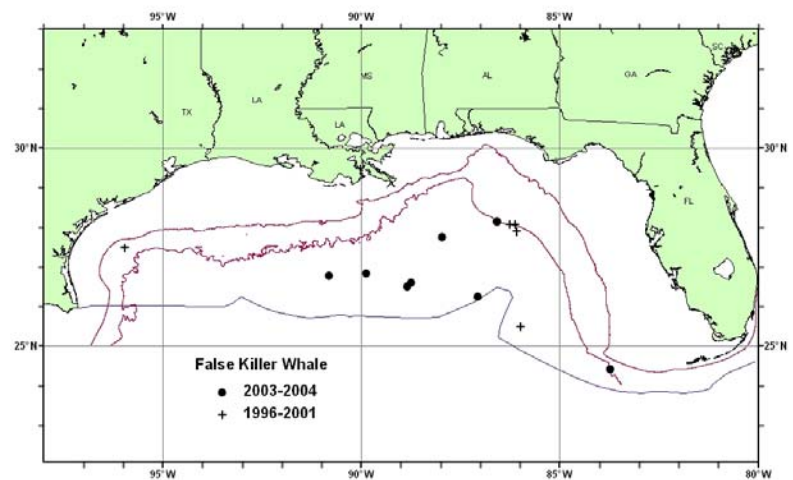 95°W 90°W 85°W
SC
MS AL GA
LA
TX
LA
30°N 30°N
FL
25°N 25°N
False Killer Whale
2003-2004
1996-2001
95°W 90°W 85°W 80°W